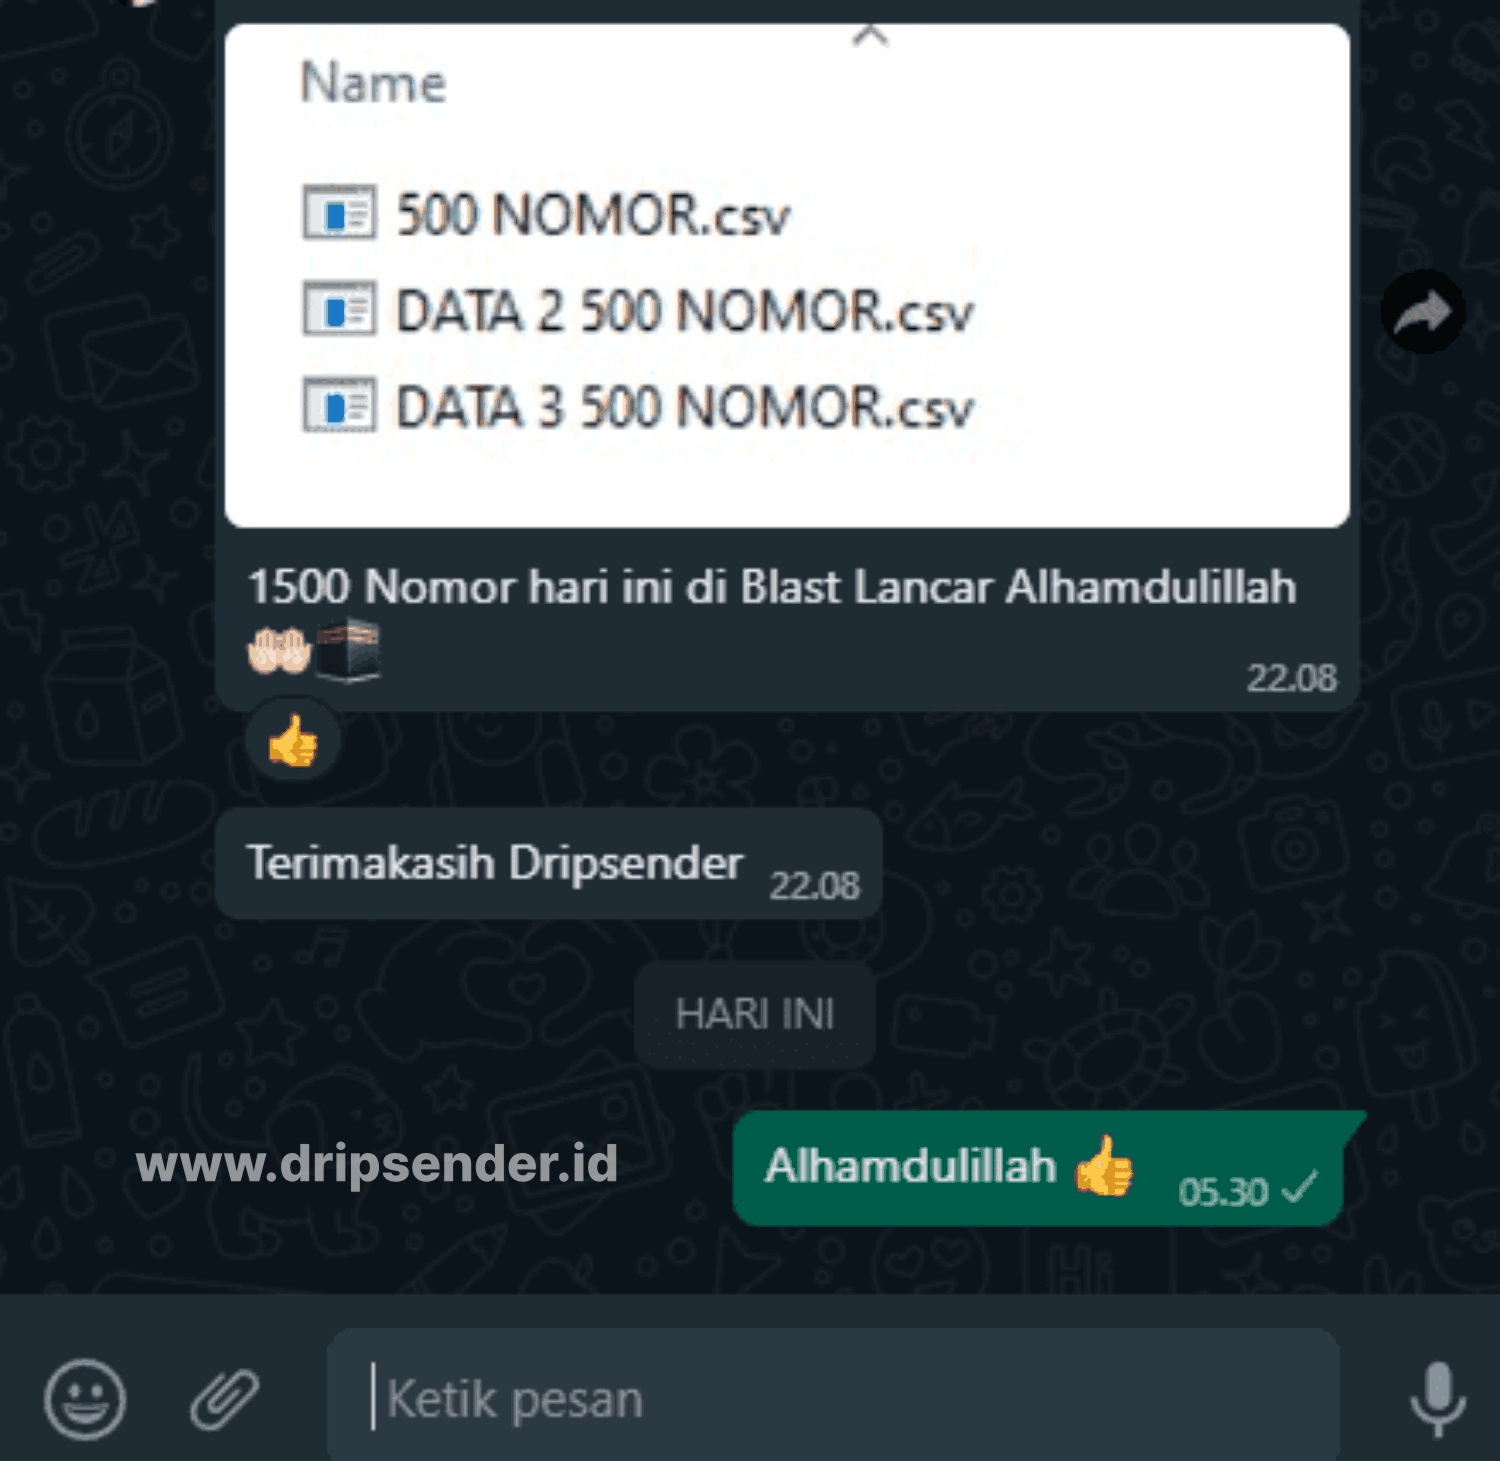 Name
500 NOMOR.csv
DATA 2 500 NOMOR.csv
DATA 3 500 NOMOR.csv
1500 Nomor hari ini di Blast Lancar Alhamdulillah
🤲🏻🕋
22.08
👍
Terimakasih Dripsender 22.08
HARI INI
www.dripsender.id
Alhamdulillah 👍 05.30
Ketik pesan